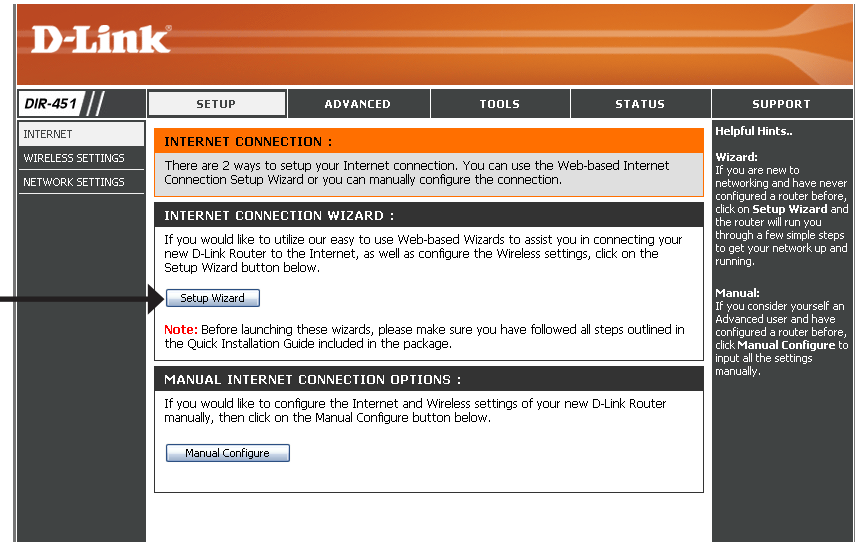 D-Link®
DIR-451
SETUP
ADVANCED
TOOLS
STATUS
SUPPORT
INTERNET
WIRELESS SETTINGS
NETWORK SETTINGS
INTERNET CONNECTION :
There are 2 ways to setup your Internet connection. You can use the Web-based Internet
Connection Setup Wizard or you can manually configure the connection.
INTERNET CONNECTION WIZARD :
If you would like to utilize our easy to use Web-based Wizards to assist you in connecting your
new D-Link Router to the Internet, as well as configure the Wireless settings, click on the
Setup Wizard button below.
Setup Wizard
Note: Before launching these wizards, please make sure you have followed all steps outlined in
the Quick Installation Guide included in the package.
MANUAL INTERNET CONNECTION OPTIONS :
If you would like to configure the Internet and Wireless settings of your new D-Link Router
manually, then click on the Manual Configure button below.
Manual Configure
Helpful Hints..
Wizard:
If you are new to
networking and have never
configured a router before,
click on Setup Wizard and
the router will run you
through a few simple steps
to get your network up and
running.
Manual:
If you consider yourself an
Advanced user and have
configured a router before,
click Manual Configure to
input all the settings
manually.